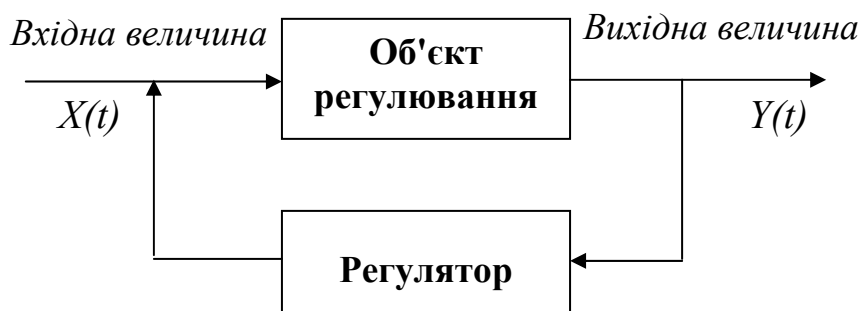 Вхідна величина
Об'єкт
регулювання
Вихідна величина
X(t)
Y(t)
Регулятор